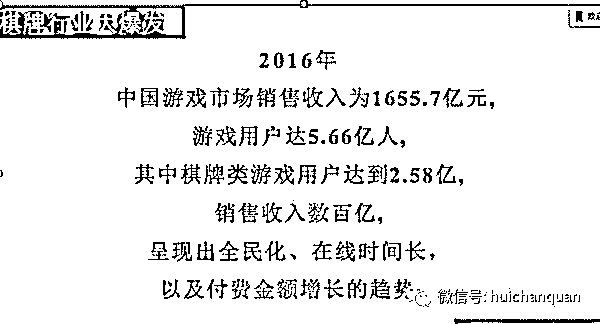 棋牌行业大爆发
2016年
中国游戏市场销售收入为1655.7亿元，
游戏用户达5.66亿人，
其中棋牌类游戏用户达到2.58亿，
销售收入数百亿，
呈现出全民化、在线时间长，
以及付费金额增长的趋势。
微信号: huichanquan